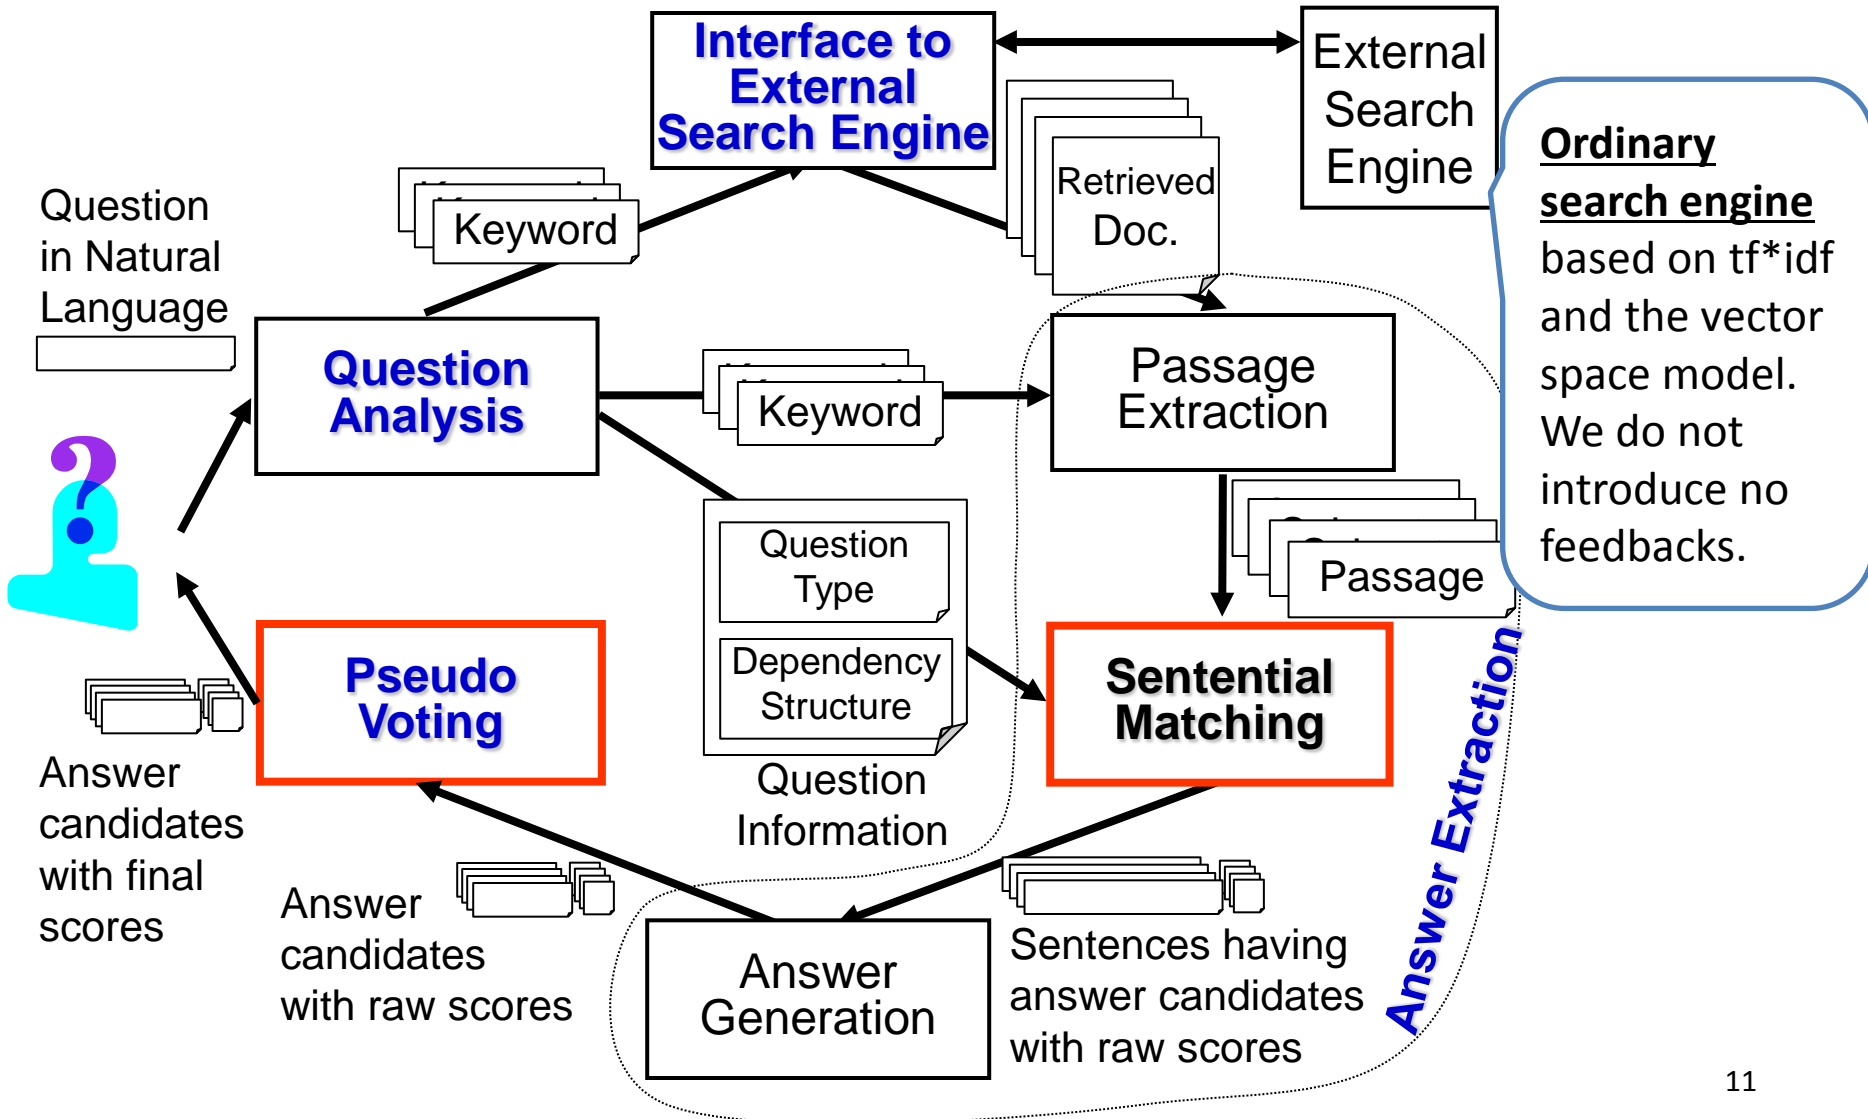 Interface to
External
Search Engine
External
Search
Engine
Ordinary
search engine
based on tf*idf
and the vector
space model.
We do not
introduce no
feedbacks.
Question
in Natural
Language
Keyword
Retrieved
Doc.
Question
Analysis
Keyword
Passage
Extraction
Question
Type
Dependency
Structure
Question
Information
Passage
Pseudo
Voting
Sentential
Matching
Answer Extraction
Answer
candidates
with final
scores
Answer
candidates
with raw scores
Answer
Generation
Sentences having
answer candidates
with raw scores
11